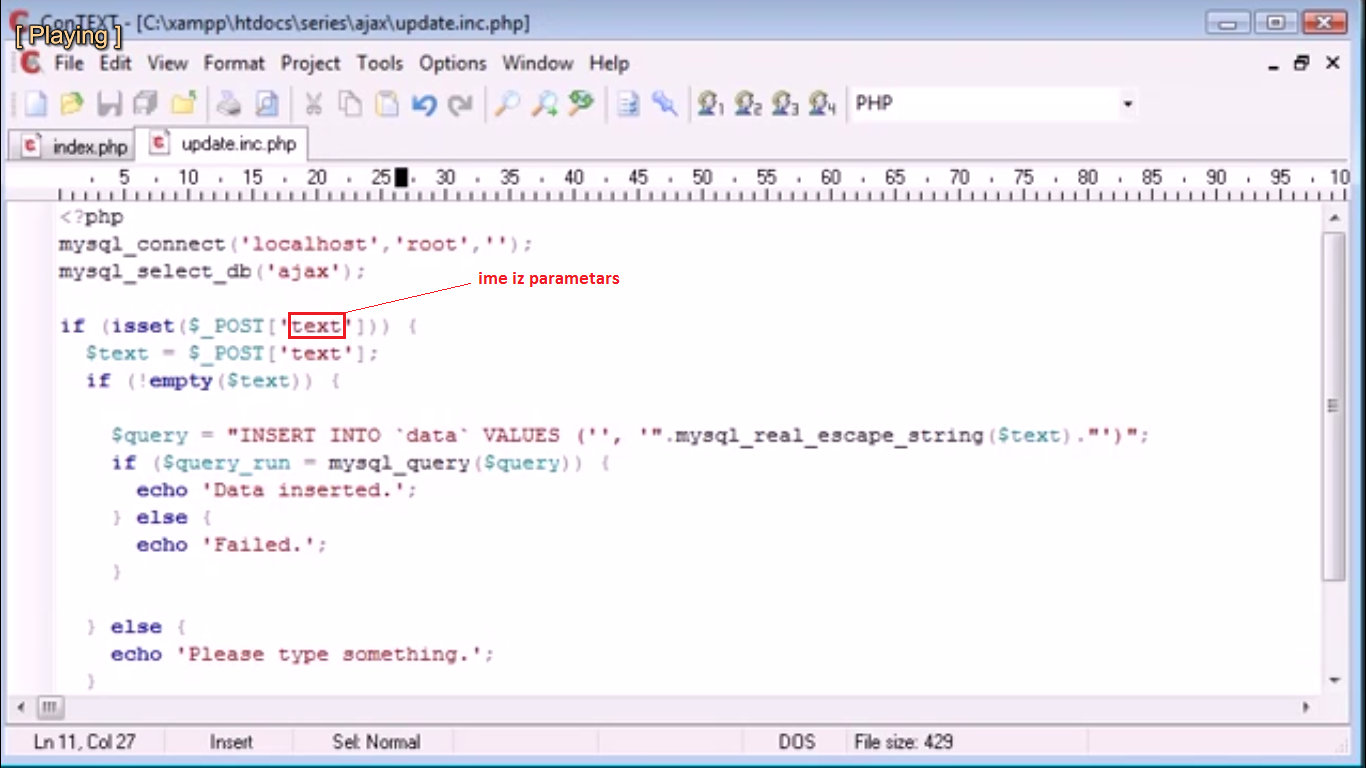 ConTEXT - [C:\xampp\htdocs\series\ajax\update.inc.php]
[ Playing ]
File Edit View Format Project Tools Options Window Help
1 2 3 4 PHP
index.php update.inc.php
5 10 15 20 25 30 35 40 45 50 55 60 65 70 75 80 85 90 95 10
<?php
mysql_connect('localhost','root','');
mysql_select_db('ajax');
ime iz parametars
if (isset($_POST['text'])) {
$text = $_POST['text'];
if (!empty($text)) {
$query = "INSERT INTO `data` VALUES ('', '".mysql_real_escape_string($text)."')";
if ($query_run = mysql_query($query)) {
echo 'Data inserted.';
} else {
echo 'Failed.';
}
} else {
echo 'Please type something.';
}
Ln 11, Col 27 Insert Sel: Normal DOS File size: 429